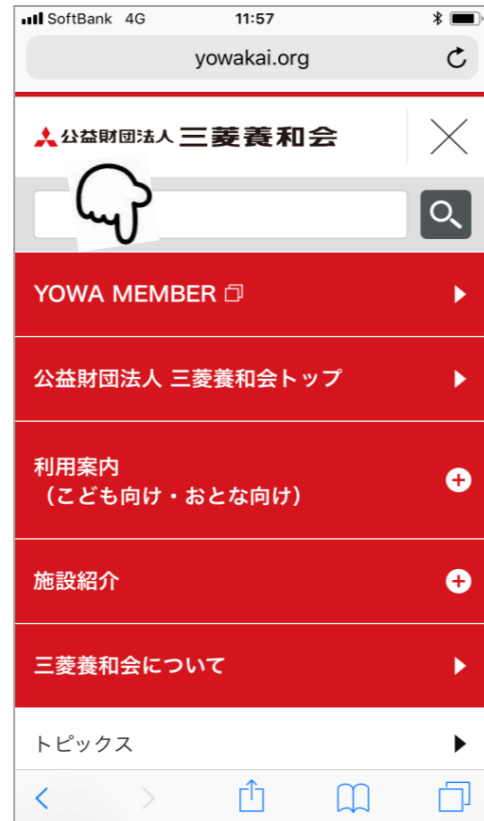 SoftBank 4G 11:57
yowakai.org
公益財団法人 三菱養和会
YOWA MEMBER
公益財団法人 三菱養和会トップ
利用案内
（こども向け・おとな向け）
施設紹介
三菱養和会について
トピックス